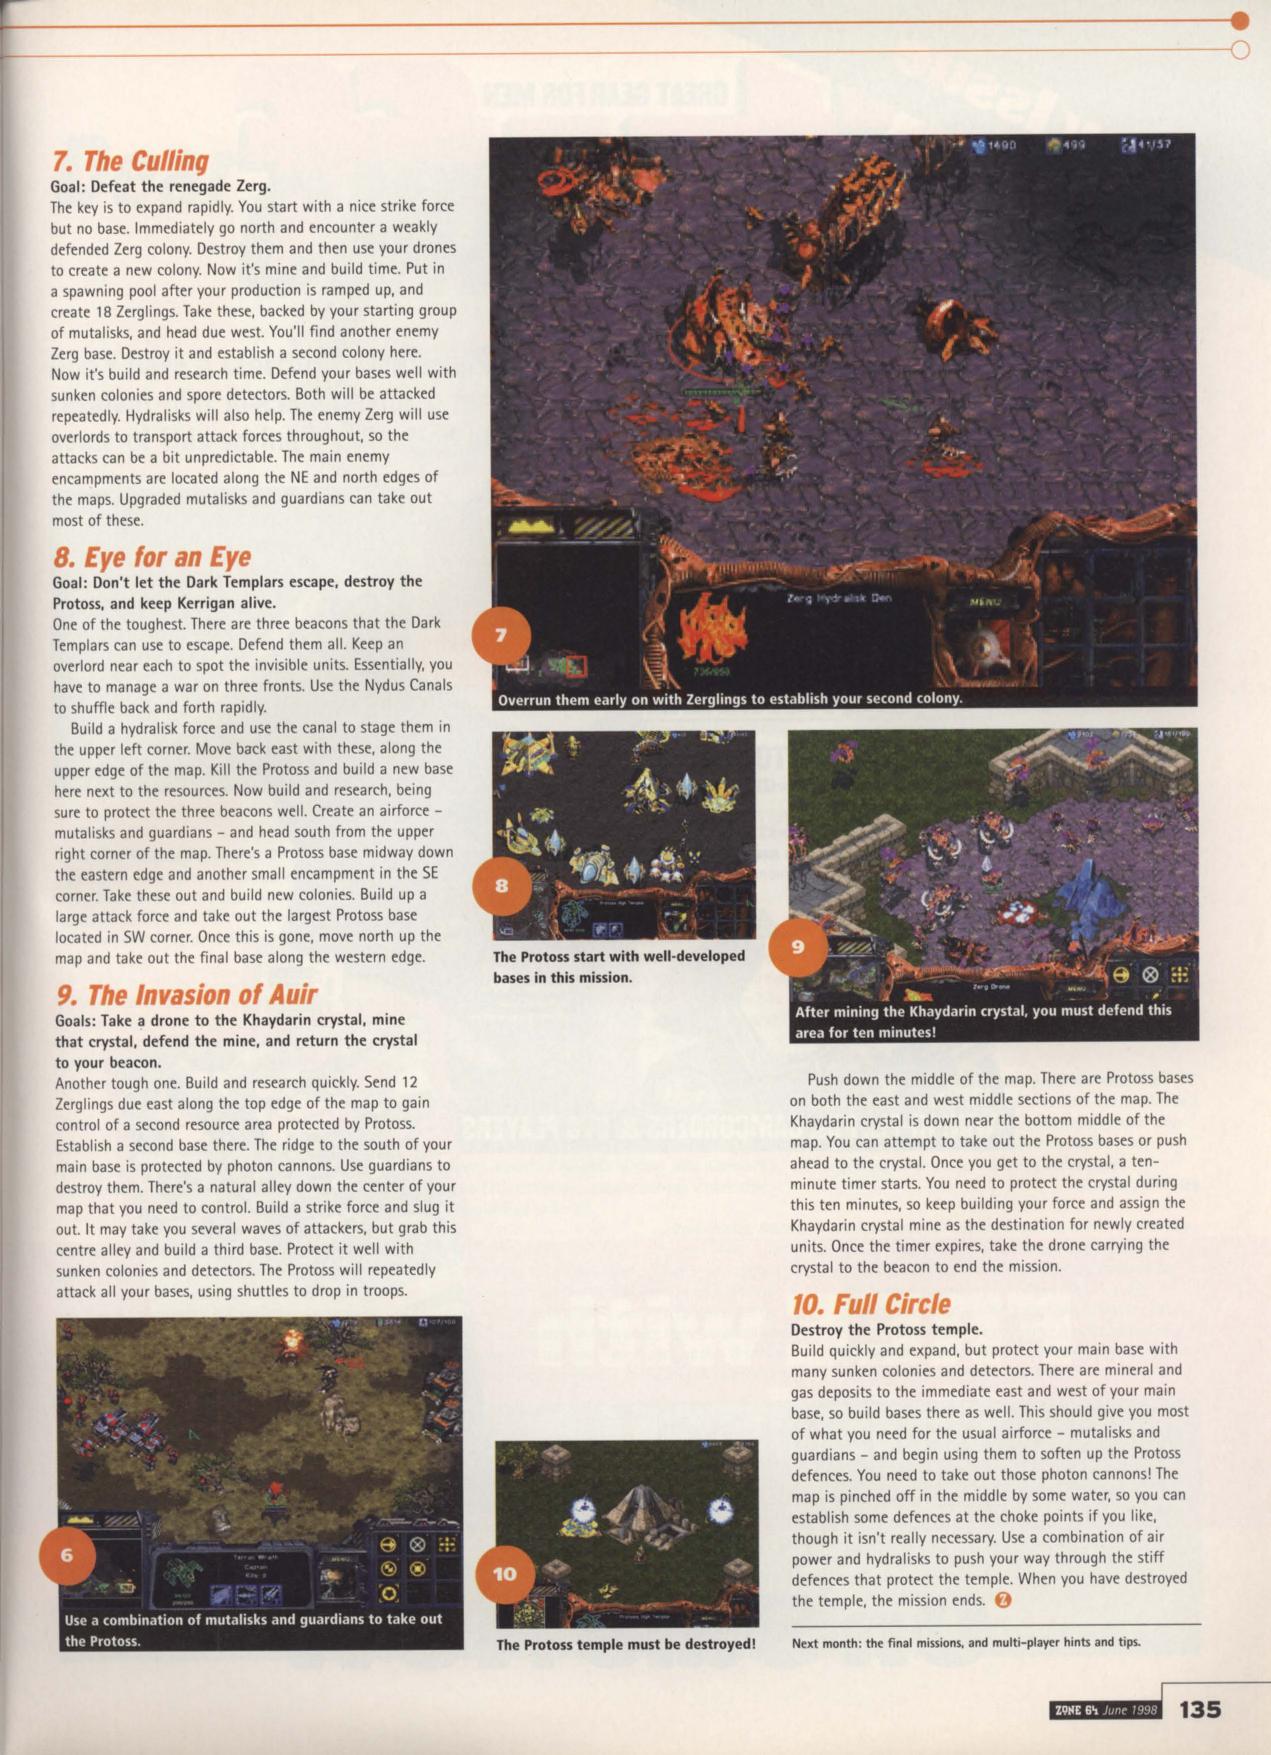 7. The Culling
Goal: Defeat the renegade Zerg.
The key is to expand rapidly. You start with a nice strike force
but no base. Immediately go north and encounter a weakly
defended Zerg colony. Destroy them and then use your drones
to create a new colony. Now it's mine and build time. Put in
a spawning pool after your production is ramped up, and
create 18 Zerglings. Take these, backed by your starting group
of mutalisks, and head due west. You'll find another enemy
Zerg base. Destroy it and establish a second colony here.
Now it's build and research time. Defend your bases well with
sunken colonies and spore detectors. Both will be attacked
repeatedly. Hydralisks will also help. The enemy Zerg will use
overlords to transport attack forces throughout, so the
attacks can be a bit unpredictable. The main enemy
encampments are located along the NE and north edges of
the maps. Upgraded mutalisks and guardians can take out
most of these.
8. Eye for an Eye
Goal: Don't let the Dark Templars escape, destroy the
Protoss, and keep Kerrigan alive.
One of the toughest. There are three beacons that the Dark
Templars can use to escape. Defend them all. Keep an
overlord near each to spot the invisible units. Essentially, you
have to manage a war on three fronts. Use the Nydus Canals
to shuffle back and forth rapidly.
Build a hydralisk force and use the canal to stage them in
the upper left corner. Move back east with these, along the
upper edge of the map. Kill the Protoss and build a new base
here next to the resources. Now build and research, being
sure to protect the three beacons well. Create an airforce –
mutalisks and guardians – and head south from the upper
right corner of the map. There's a Protoss base midway down
the eastern edge and another small encampment in the SE
corner. Take these out and build new colonies. Build up a
large attack force and take out the largest Protoss base
located in SW corner. Once this is gone, move north up the
map and take out the final base along the western edge.
9. The Invasion of Auir
Goals: Take a drone to the Khaydarin crystal, mine
that crystal, defend the mine, and return the crystal
to your beacon.
Another tough one. Build and research quickly. Send 12
Zerglings due east along the top edge of the map to gain
control of a second resource area protected by Protoss.
Establish a second base there. The ridge to the south of your
main base is protected by photon cannons. Use guardians to
destroy them. There's a natural alley down the center of your
map that you need to control. Build a strike force and slug it
out. It may take you several waves of attackers, but grab this
centre alley and build a third base. Protect it well with
sunken colonies and detectors. The Protoss will repeatedly
attack all your bases, using shuttles to drop in troops.
6
Terran Wraith
Captain
MENU
Use a combination of mutalisks and guardians to take out
the Protoss.
1490 499 41/57
Zerg Hydralisk Den
MENU
7
Overrun them early on with Zerglings to establish your second colony.
8
The Protoss start with well-developed
bases in this mission.
9
Zerg Drone
MENU
After mining the Khaydarin crystal, you must defend this
area for ten minutes!
10
The Protoss temple must be destroyed!
Push down the middle of the map. There are Protoss bases
on both the east and west middle sections of the map. The
Khaydarin crystal is down near the bottom middle of the
map. You can attempt to take out the Protoss bases or push
ahead to the crystal. Once you get to the crystal, a ten-
minute timer starts. You need to protect the crystal during
this ten minutes, so keep building your force and assign the
Khaydarin crystal mine as the destination for newly created
units. Once the timer expires, take the drone carrying the
crystal to the beacon to end the mission.
10. Full Circle
Destroy the Protoss temple.
Build quickly and expand, but protect your main base with
many sunken colonies and detectors. There are mineral and
gas deposits to the immediate east and west of your main
base, so build bases there as well. This should give you most
of what you need for the usual airforce – mutalisks and
guardians – and begin using them to soften up the Protoss
defences. You need to take out those photon cannons! The
map is pinched off in the middle by some water, so you can
establish some defences at the choke points if you like,
though it isn't really necessary. Use a combination of air
power and hydralisks to push your way through the stiff
defences that protect the temple. When you have destroyed
the temple, the mission ends. Z
Next month: the final missions, and multi-player hints and tips.
ZONE 64 June 1998 135